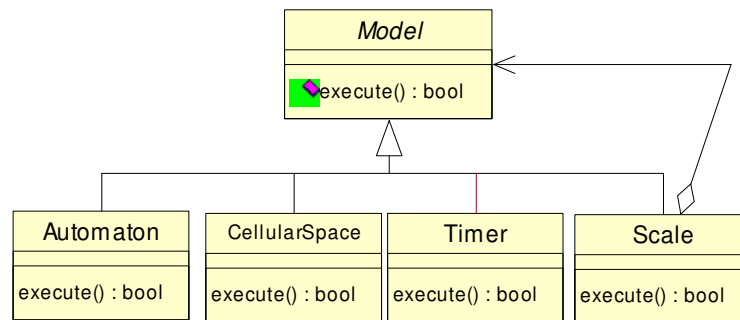 Model
execute() : bool
Automaton
CellularSpace
Timer
Scale
execute() : bool
execute() : bool
execute() : bool
execute() : bool